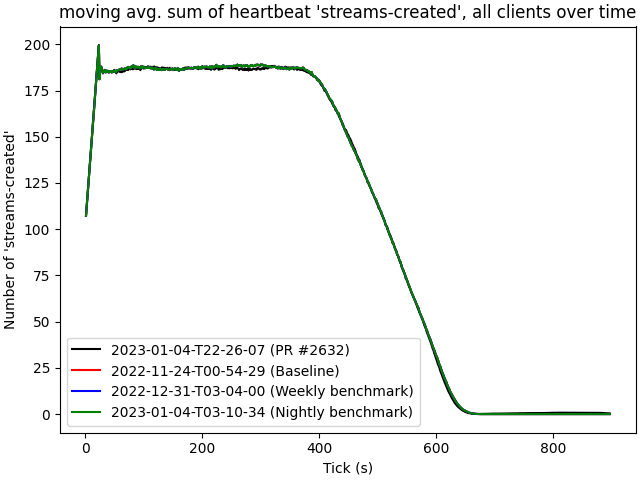 moving avg. sum of heartbeat 'streams-created', all clients over time
Number of 'streams-created'
200
175
150
125
100
75
50
25
0
2023-01-04-T22-26-07 (PR #2632)
2022-11-24-T00-54-29 (Baseline)
2022-12-31-T03-04-00 (Weekly benchmark)
2023-01-04-T03-10-34 (Nightly benchmark)
0 200 400 600 800
Tick (s)